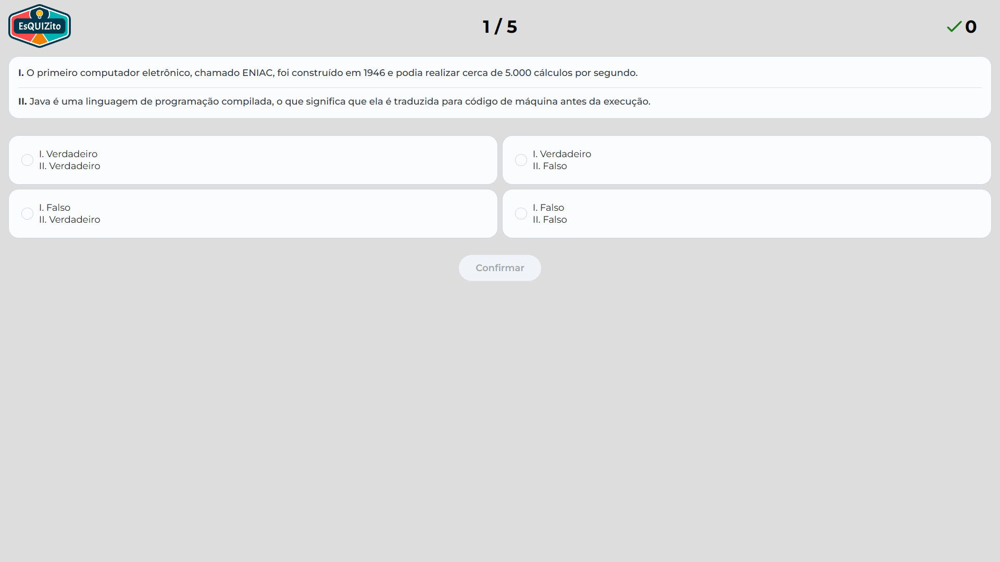 EsQUIZito
1 / 5
0
I. O primeiro computador eletrônico, chamado ENIAC, foi construído em 1946 e podia realizar cerca de 5.000 cálculos por segundo.
II. Java é uma linguagem de programação compilada, o que significa que ela é traduzida para código de máquina antes da execução.
I. Verdadeiro
II. Verdadeiro
I. Verdadeiro
II. Falso
I. Falso
II. Verdadeiro
I. Falso
II. Falso
Confirmar